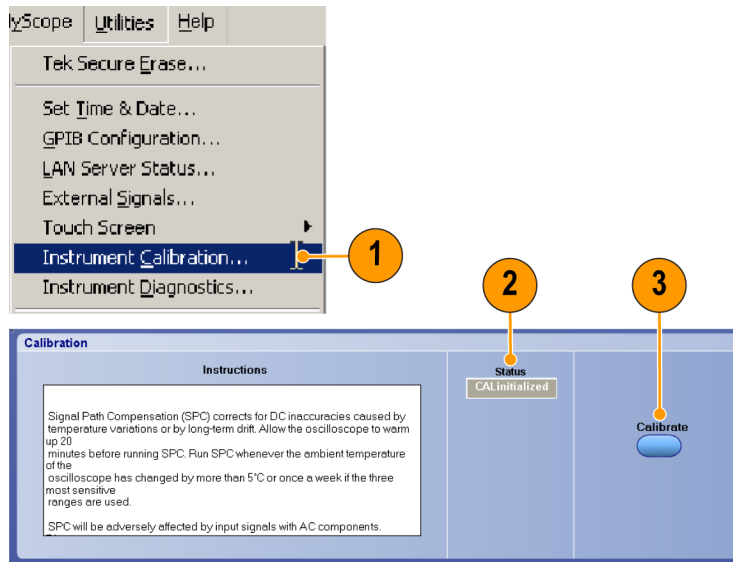 yScope Utilities Help
Tek Secure Erase...
Set Time & Date...
GPIB Configuration...
LAN Server Status...
External Signals...
Touch Screen
Instrument Calibration...
1
Instrument Diagnostics...
2
3
Calibration
Instructions
Signal Path Compensation (SPC) corrects for DC inaccuracies caused by
temperature variations or by long-term drift. Allow the oscilloscope to warm
up 20
minutes before running SPC. Run SPC whenever the ambient temperature
of the
oscilloscope has changed by more than 5°C or once a week if the three
most sensitive
ranges are used.
SPC will be adversely affected by input signals with AC components.
Status
CALinitialized
Calibrate